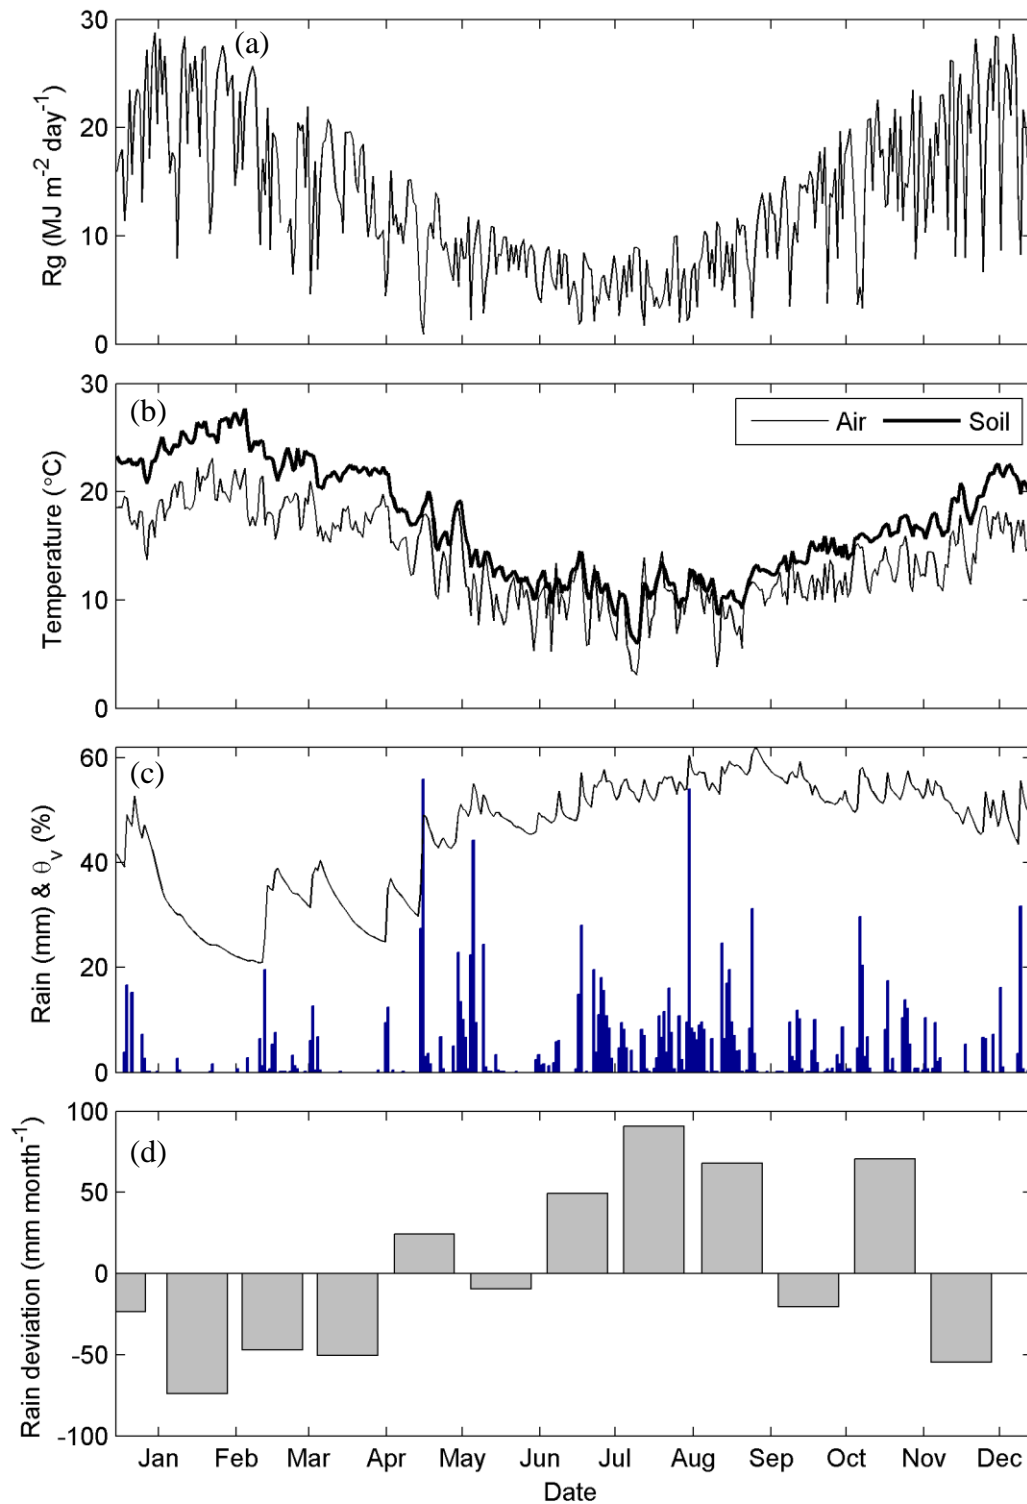 (a)
Rg (MJ m⁻² day⁻¹)
30
20
10
0
(b)
Temperature (°C)
30
20
10
0
Air
Soil
(c)
Rain (mm) & θᵥ (%)
60
40
20
0
(d)
Rain deviation (mm month⁻¹)
100
50
0
-50
-100
Jan Feb Mar Apr May Jun Jul Aug Sep Oct Nov Dec
Date